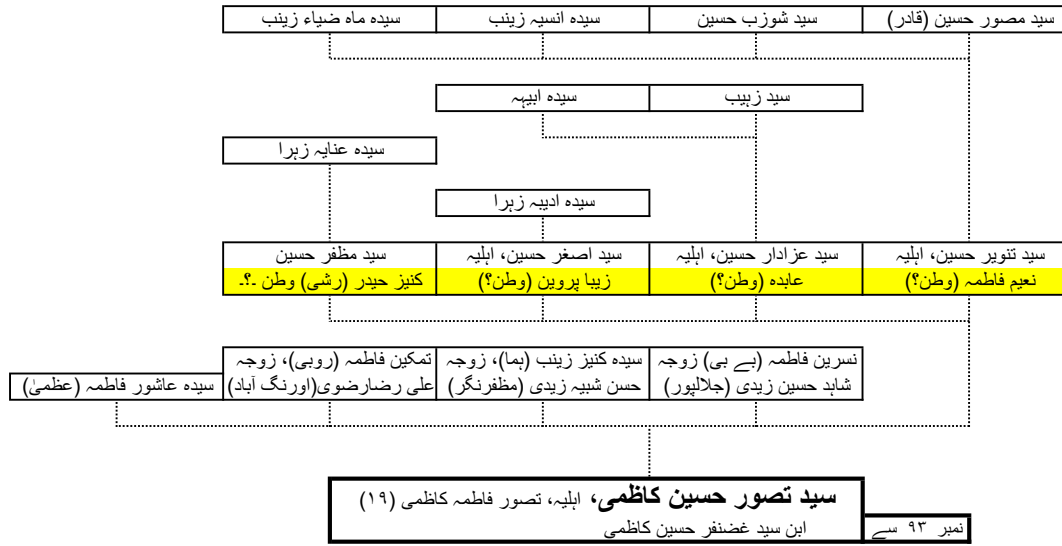 سید مصور حسین (قادر)
سید شوزب حسین
سیدہ انسیہ زینب
سیدہ ماہ ضیاء زینب
سید زہیب
سیدہ ابیہہ
سیدہ عنایہ زہرا
سیدہ ادیبہ زہرا
سید تنویر حسین، اہلیہ
نعیم فاطمہ (وطن؟)
سید عزادار حسین، اہلیہ
عابدہ (وطن؟)
سید اصغر حسین، اہلیہ
زیبا پروین (وطن؟)
سید مظفر حسین
کنیز حیدر (رشی) وطن ۔؟۔
نسرین فاطمہ (بے بی) زوجہ
شاہد حسین زیدی (جلالپور)
سیدہ کنیز زینب (ہما)، زوجہ
حسن شبیہ زیدی (مظفرنگر)
تمکین فاطمہ (روبی)، زوجہ
علی رضارضوی(اورنگ آباد)
سیدہ عاشور فاطمہ (عظمیٰ)
سید تصور حسین کاظمی، اہلیہ، تصور فاطمہ کاظمی (۱۹)
ابن سید غضنفر حسین کاظمی
نمبر ۹۳ سے